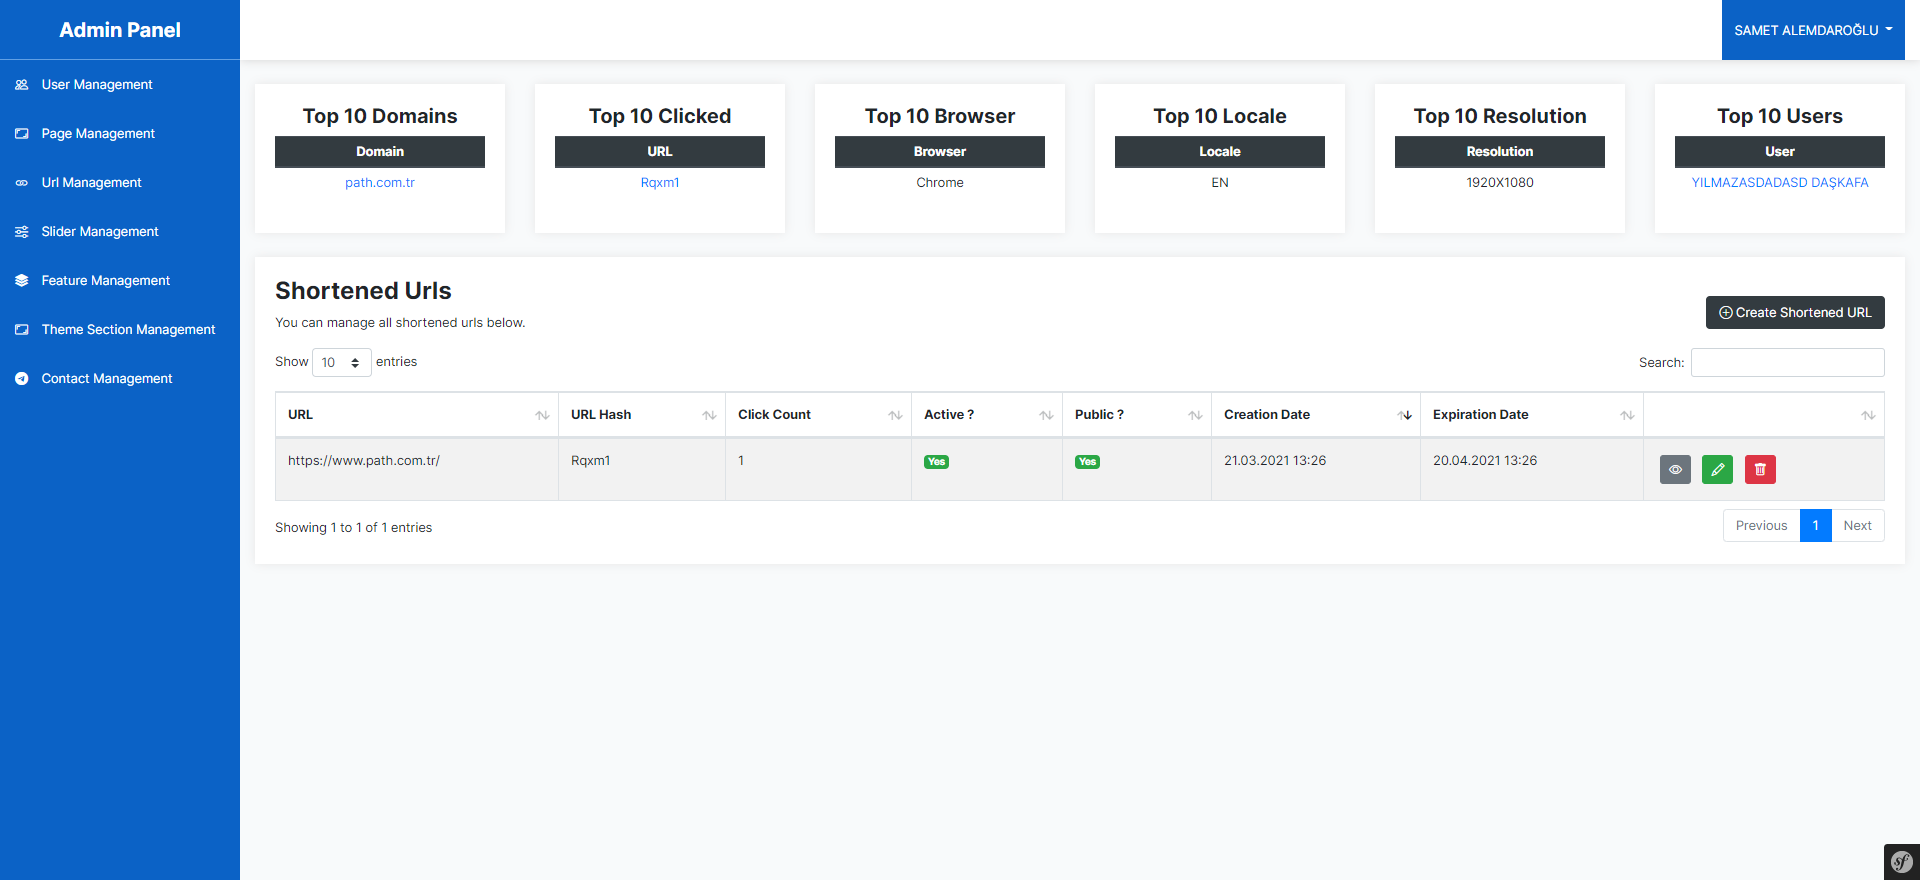 Admin Panel
SAMET ALEMDAROĞLU
User Management
Page Management
Url Management
Slider Management
Feature Management
Theme Section Management
Contact Management
Top 10 Domains
Domain
path.com.tr
Top 10 Clicked
URL
Rqxm1
Top 10 Browser
Browser
Chrome
Top 10 Locale
Locale
EN
Top 10 Resolution
Resolution
1920X1080
Top 10 Users
User
YILMAZASDADASD DAŞKAFA
Shortened Urls
You can manage all shortened urls below.
Create Shortened URL
Show 10 entries
Search:
URL URL Hash Click Count Active ? Public ? Creation Date Expiration Date
https://www.path.com.tr/ Rqxm1 1 Yes Yes 21.03.2021 13:26 20.04.2021 13:26
Showing 1 to 1 of 1 entries
Previous 1 Next
sf